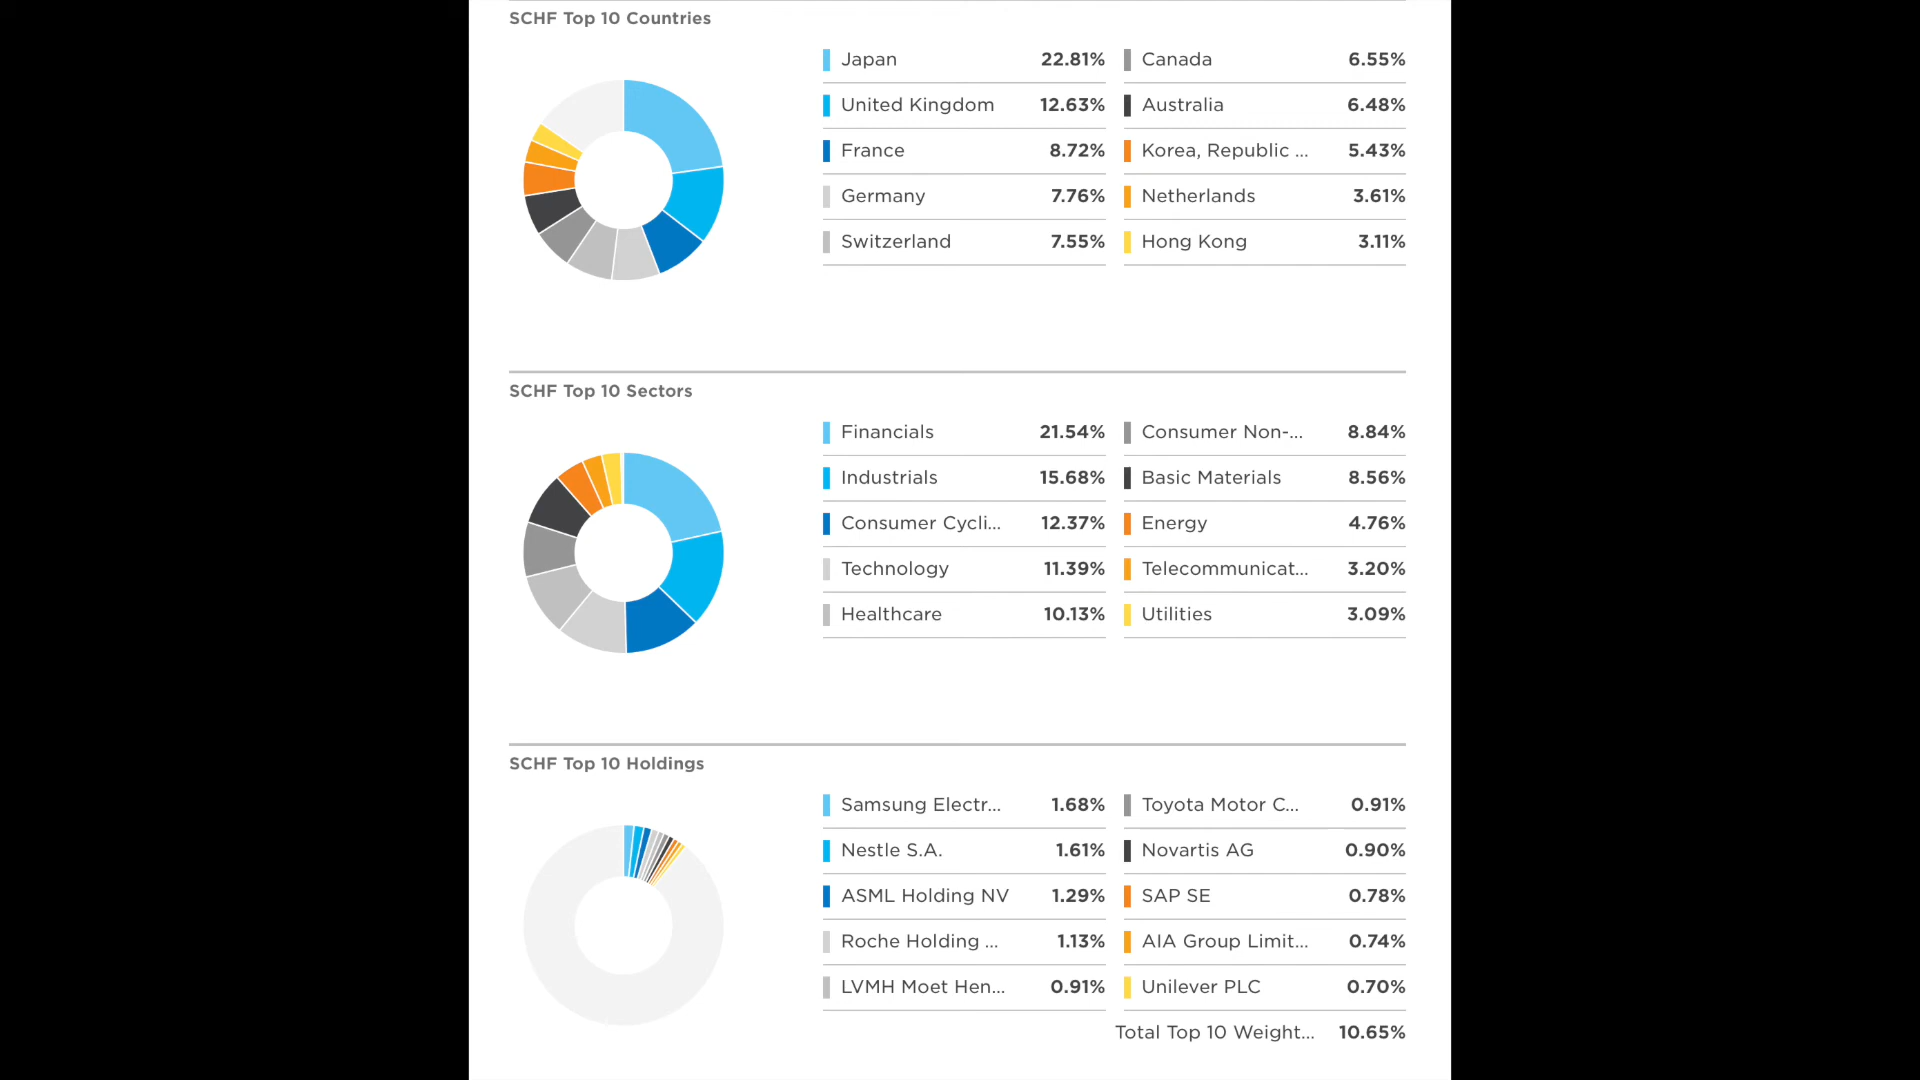 SCHF Top 10 Countries
Japan 22.81% Canada 6.55%
United Kingdom 12.63% Australia 6.48%
France 8.72% Korea, Republic ... 5.43%
Germany 7.76% Netherlands 3.61%
Switzerland 7.55% Hong Kong 3.11%
SCHF Top 10 Sectors
Financials 21.54% Consumer Non-... 8.84%
Industrials 15.68% Basic Materials 8.56%
Consumer Cycli... 12.37% Energy 4.76%
Technology 11.39% Telecommunicat... 3.20%
Healthcare 10.13% Utilities 3.09%
SCHF Top 10 Holdings
Samsung Electr... 1.68% Toyota Motor C... 0.91%
Nestle S.A. 1.61% Novartis AG 0.90%
ASML Holding NV 1.29% SAP SE 0.78%
Roche Holding ... 1.13% AIA Group Limit... 0.74%
LVMH Moet Hen... 0.91% Unilever PLC 0.70%
Total Top 10 Weight... 10.65%